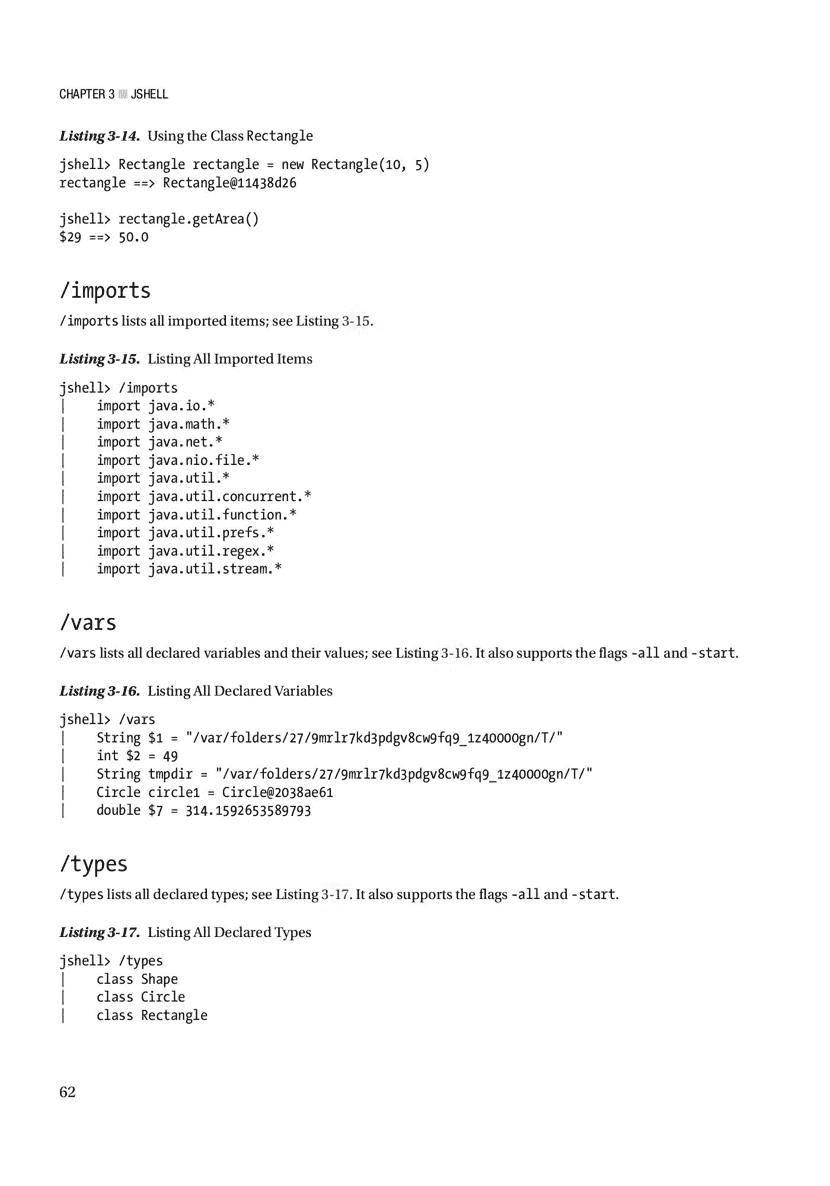 CHAPTER 3 JSHELL
Listing 3-14. Using the Class Rectangle
jshell> Rectangle rectangle = new Rectangle(10, 5)
rectangle ==> Rectangle@11438d26
jshell> rectangle.getArea()
$29 ==> 50.0
/imports
/imports lists all imported items; see Listing 3-15.
Listing 3-15. Listing All Imported Items
jshell> /imports
|    import java.io.*
|    import java.math.*
|    import java.net.*
|    import java.nio.file.*
|    import java.util.*
|    import java.util.concurrent.*
|    import java.util.function.*
|    import java.util.prefs.*
|    import java.util.regex.*
|    import java.util.stream.*
/vars
/vars lists all declared variables and their values; see Listing 3-16. It also supports the flags -all and -start.
Listing 3-16. Listing All Declared Variables
jshell> /vars
|    String $1 = "/var/folders/27/9mrlr7kd3pdgv8cw9fq9_1z40000gn/T/"
|    int $2 = 49
|    String tmpdir = "/var/folders/27/9mrlr7kd3pdgv8cw9fq9_1z40000gn/T/"
|    Circle circle1 = Circle@2038ae61
|    double $7 = 314.1592653589793
/types
/types lists all declared types; see Listing 3-17. It also supports the flags -all and -start.
Listing 3-17. Listing All Declared Types
jshell> /types
|    class Shape
|    class Circle
|    class Rectangle
62